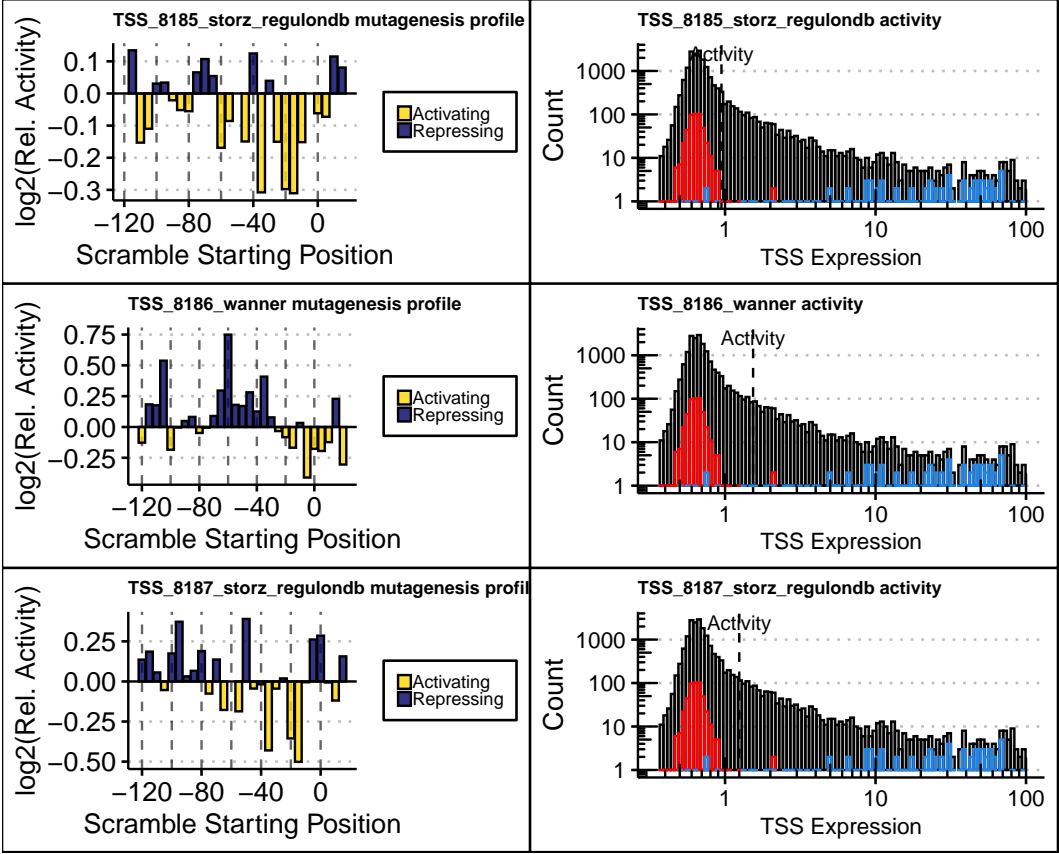 TSS_8185_storz_regulondb mutagenesis profile
log2(Rel. Activity)
0.1
0.0
−0.1
−0.2
−0.3
−120 −80 −40 0
Scramble Starting Position
Activating
Repressing
TSS_8185_storz_regulondb activity
Activity
Count
1000
100
10
1
1 10 100
TSS Expression
TSS_8186_wanner mutagenesis profile
log2(Rel. Activity)
0.75
0.50
0.25
0.00
−0.25
−120 −80 −40 0
Scramble Starting Position
Activating
Repressing
TSS_8186_wanner activity
Activity
Count
1000
100
10
1
1 10 100
TSS Expression
TSS_8187_storz_regulondb mutagenesis profil
log2(Rel. Activity)
0.25
0.00
−0.25
−0.50
−120 −80 −40 0
Scramble Starting Position
Activating
Repressing
TSS_8187_storz_regulondb activity
Activity
Count
1000
100
10
1
1 10 100
TSS Expression